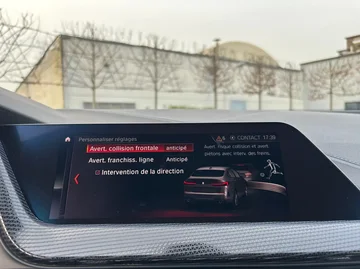 Personnaliser réglages
CONTACT 17:39
Avert. collision frontale anticipé
Avert. franchiss. ligne Anticipé
Intervention de la direction
Avert. risque collision et avert.
piétons avec interv. des freins.